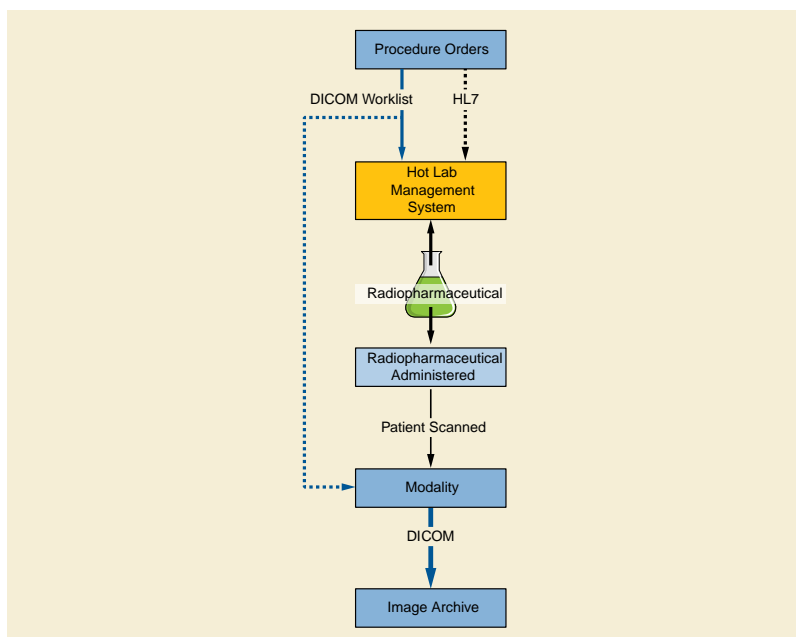 Procedure Orders
DICOM Worklist
HL7
Hot Lab
Management
System
Radiopharmaceutical
Radiopharmaceutical
Administered
Patient Scanned
Modality
DICOM
Image Archive